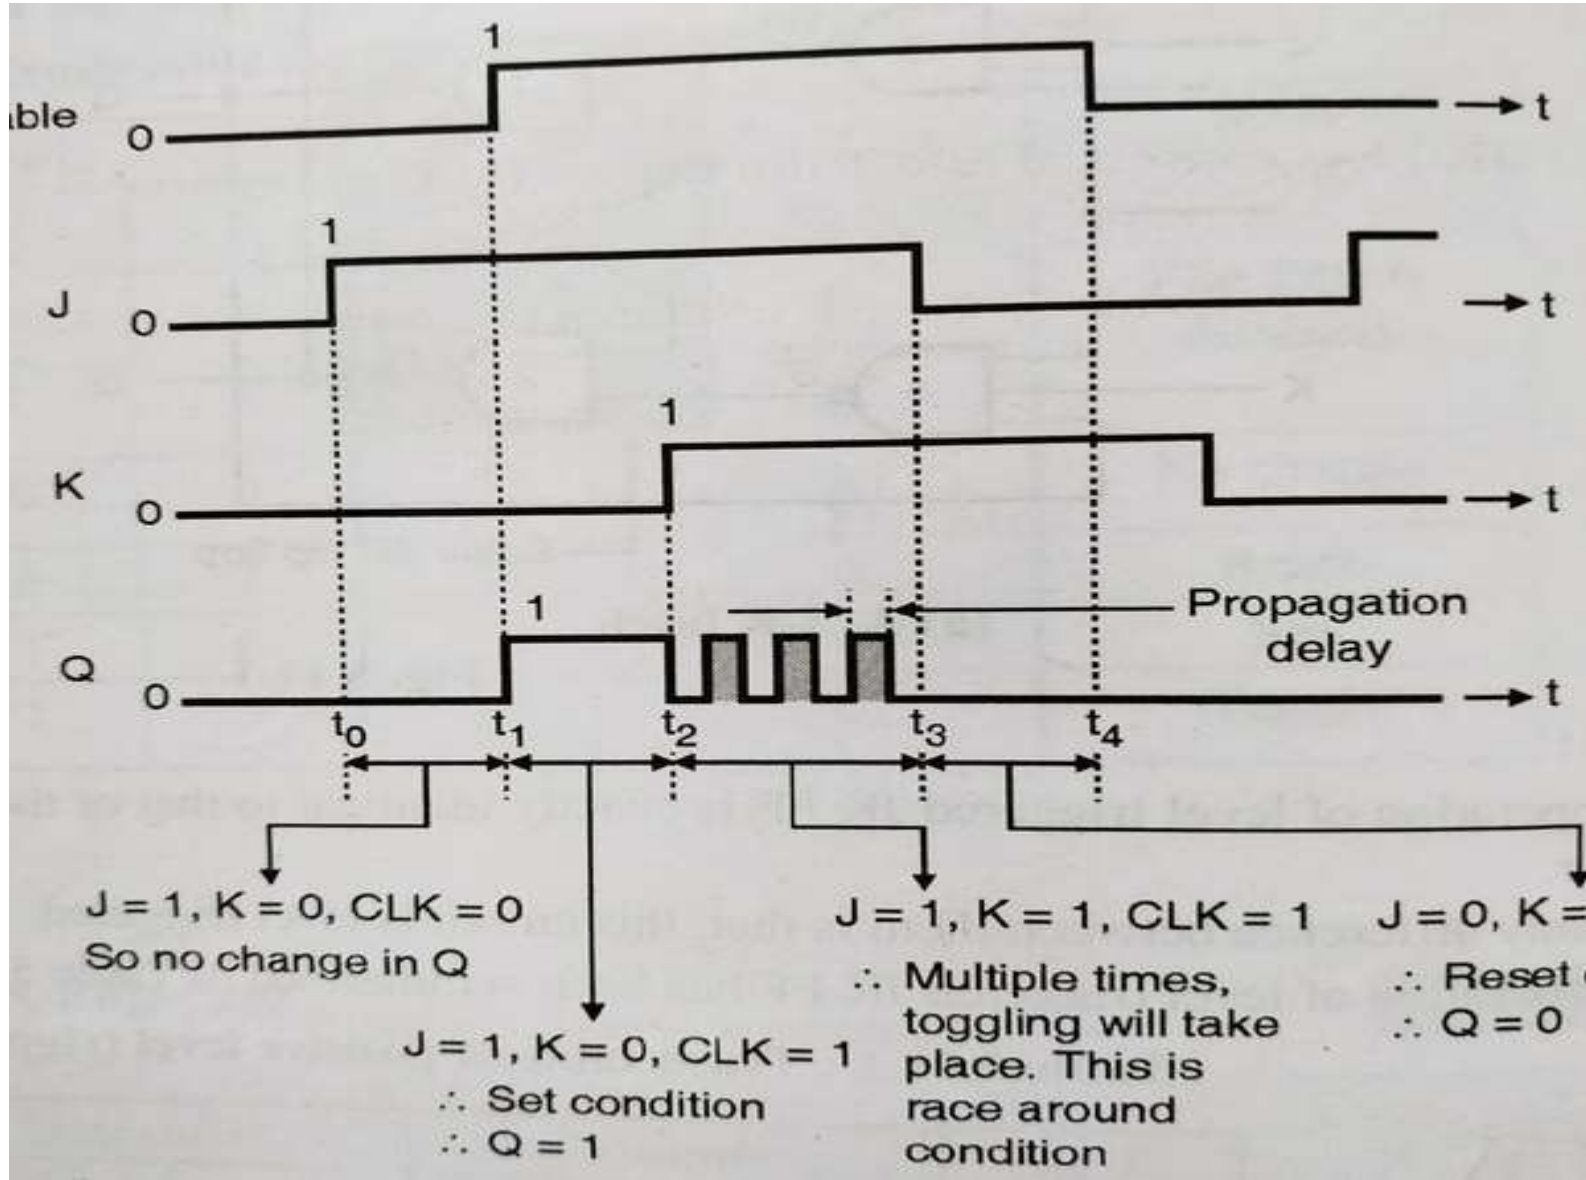 1
able
0
t
1
J
0
t
1
K
0
t
1
Propagation
delay
Q
0
t
t0 t1 t2 t3 t4
J = 1, K = 0, CLK = 0
So no change in Q
J = 1, K = 0, CLK = 1
∴ Set condition
∴ Q = 1
J = 1, K = 1, CLK = 1
∴ Multiple times,
toggling will take
place. This is
race around
condition
J = 0, K =
∴ Reset
∴ Q = 0